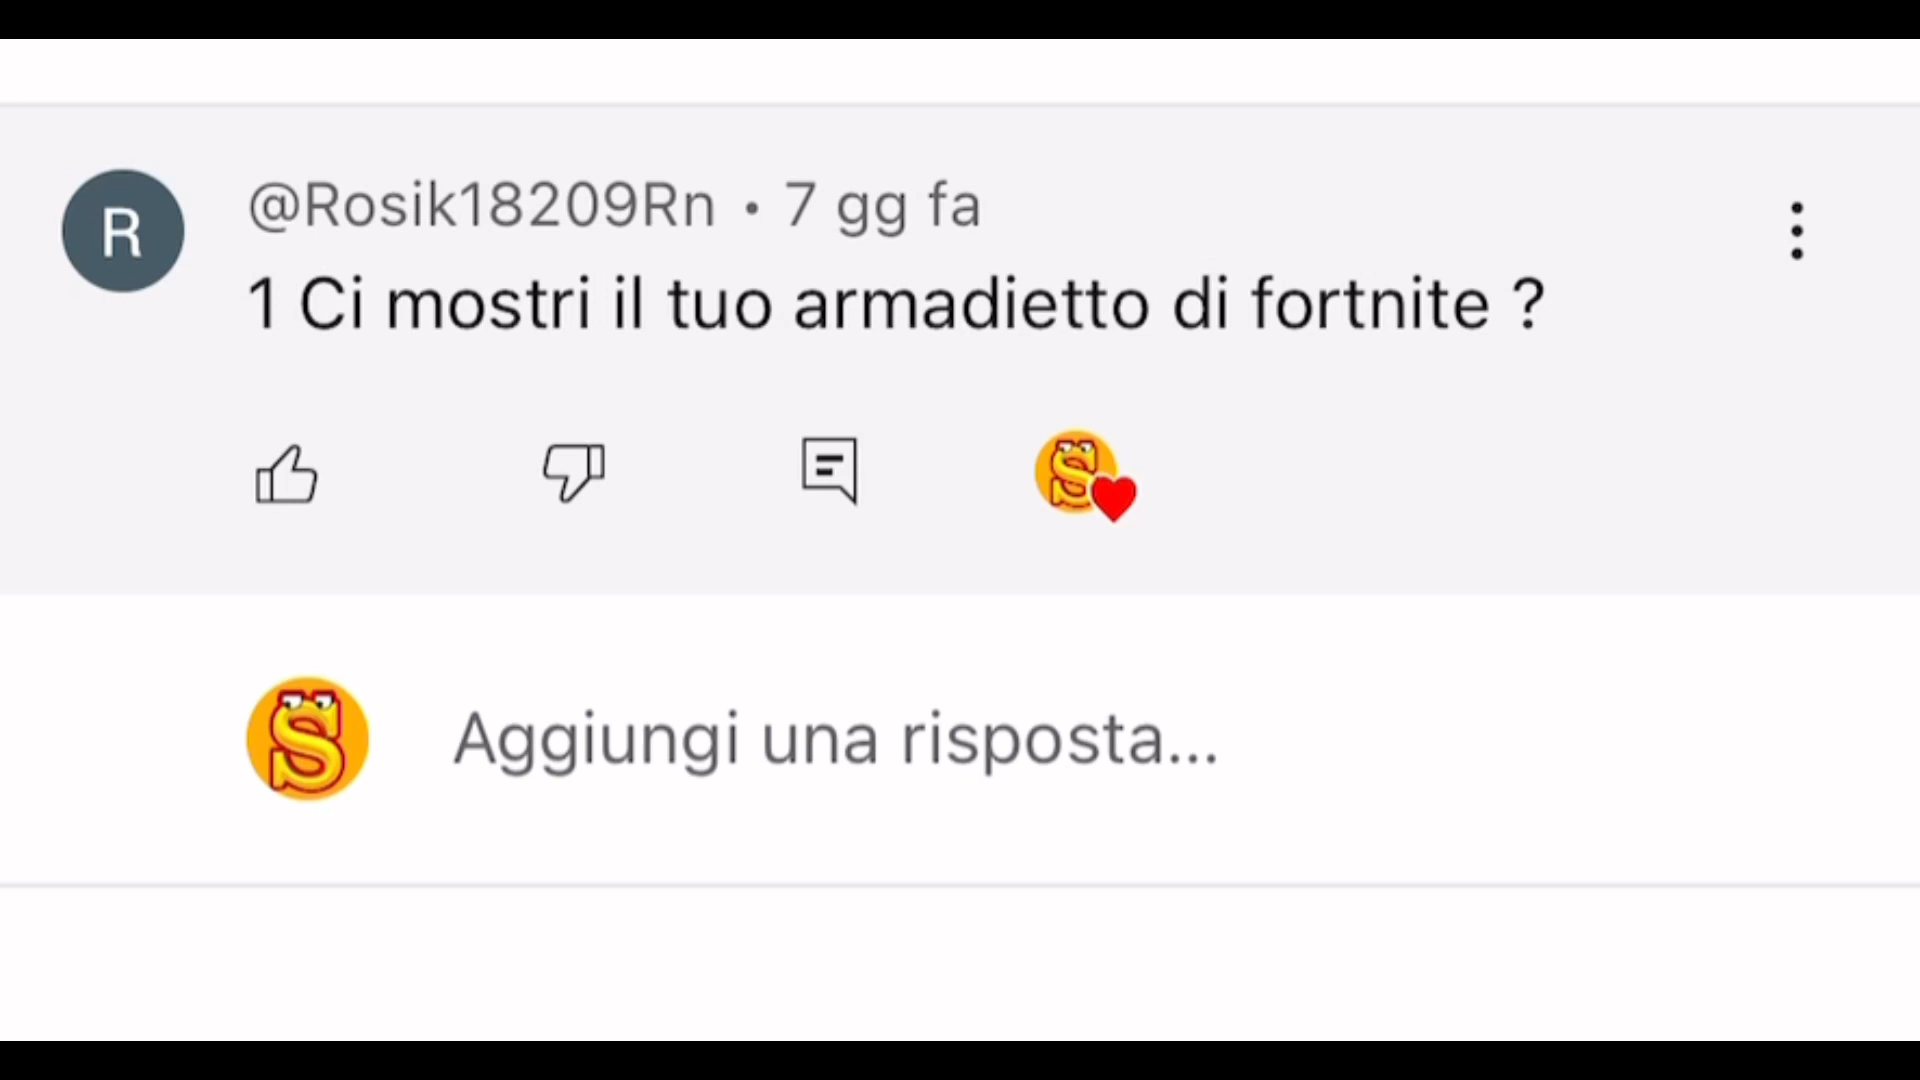 R
@Rosik18209Rn • 7 gg fa
1 Ci mostri il tuo armadietto di fortnite ?
S
S
Aggiungi una risposta...